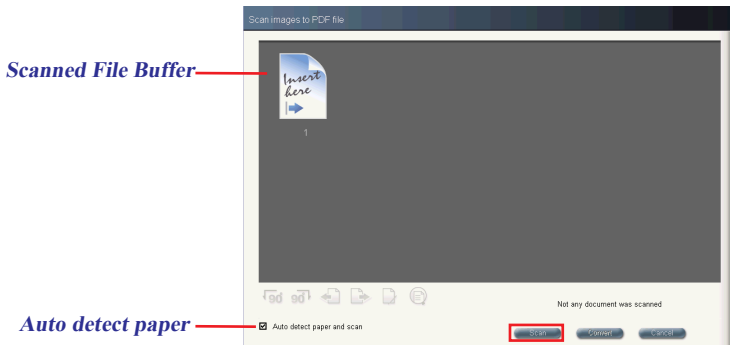 Scan images to PDF file
Scanned File Buffer
Insert
here
1
Not any document was scanned
Auto detect paper
Auto detect paper and scan
Scan
Convert
Cancel